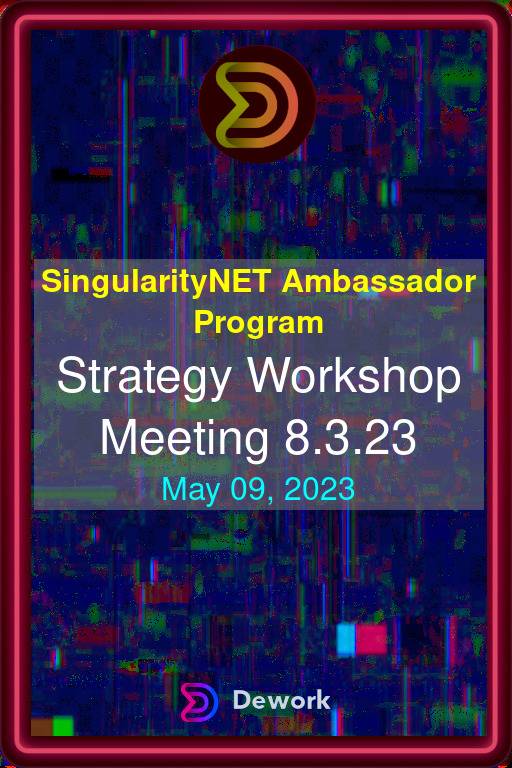 SingularityNET Ambassador
Program
Strategy Workshop
Meeting 8.3.23
May 09, 2023
Dework